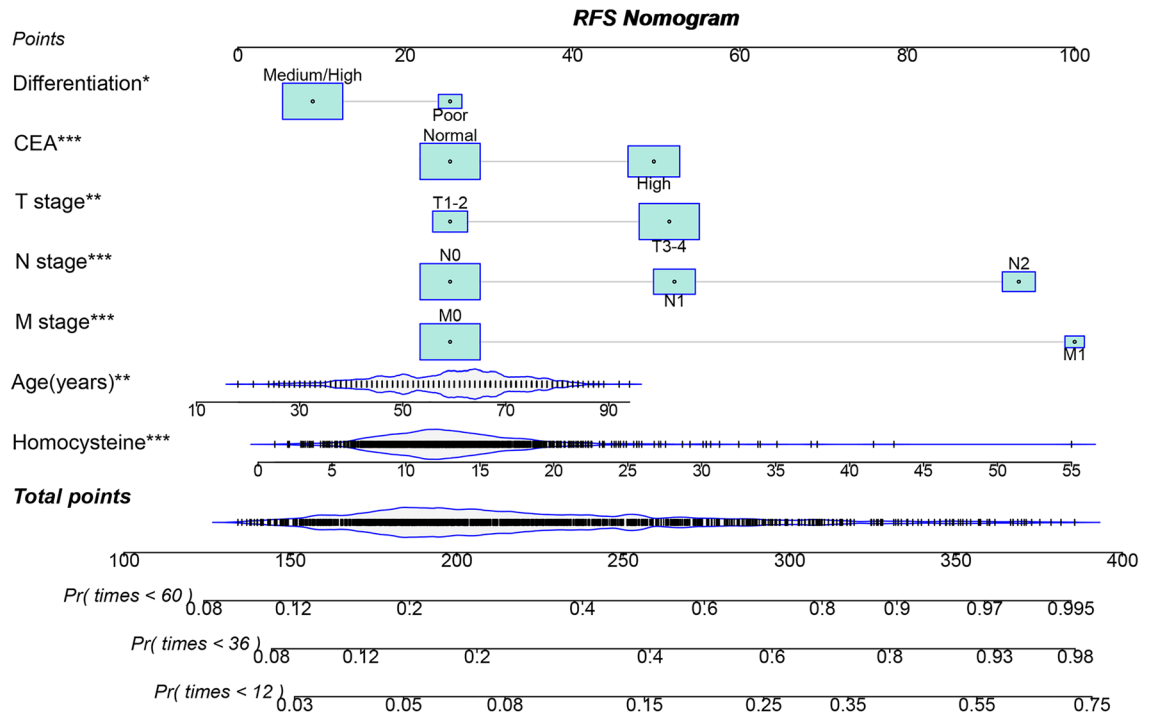 RFS Nomogram
Points
0 20 40 60 80 100
Differentiation*
Medium/High
Poor
CEA***
Normal
High
T stage**
T1-2
T3-4
N stage***
N0
N1
N2
M stage***
M0
M1
Age(years)**
10 30 50 70 90
Homocysteine***
0 5 10 15 20 25 30 35 40 45 50 55
Total points
100 150 200 250 300 350 400
Pr( times < 60 )
0.08 0.12 0.2 0.4 0.6 0.8 0.9 0.97 0.995
Pr( times < 36 )
0.08 0.12 0.2 0.4 0.6 0.8 0.93 0.98
Pr( times < 12 )
0.03 0.05 0.08 0.15 0.25 0.35 0.55 0.75